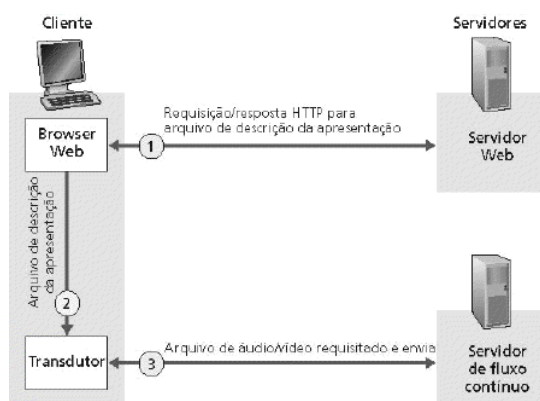 Cliente
Servidores
Requisição/resposta HTTP para
arquivo de descrição da apresentação
Browser
Web
1
Servidor
Web
Arquivo de descrição
da apresentação
2
Transdutor
3
Arquivo de áudio/vídeo requisitado e envia
Servidor
de fluxo
contínuo